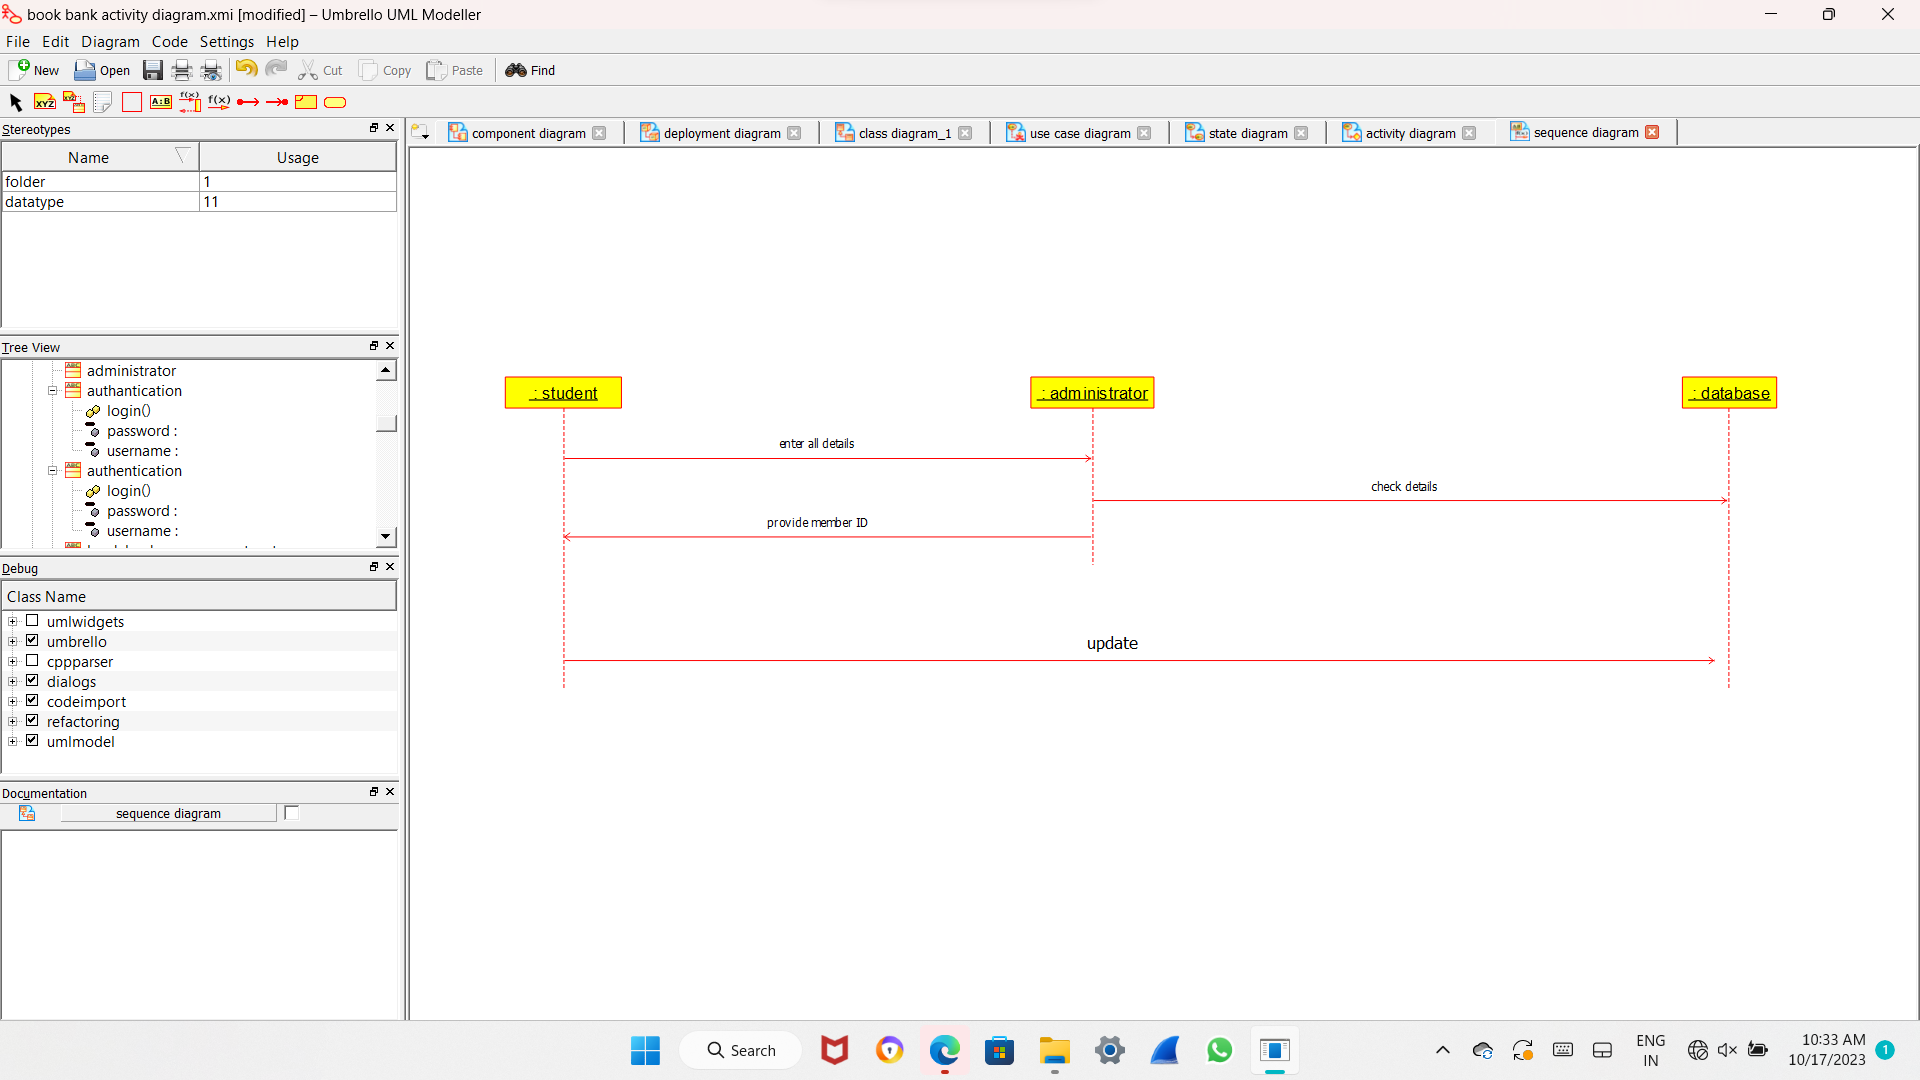 book bank activity diagram.xmi [modified] – Umbrello UML Modeller
File Edit Diagram Code Settings Help
New Open Cut Copy Paste Find
XYZ XYZ A:B f(x) f(x)
Stereotypes
component diagram deployment diagram class diagram_1 use case diagram state diagram activity diagram sequence diagram
Name Usage
folder 1
datatype 11
Tree View
administrator
authantication
login()
password :
username :
authentication
login()
password :
username :
Debug
Class Name
umlwidgets
umbrello
cppparser
dialogs
codeimport
refactoring
umlmodel
Documentation
sequence diagram
: student
: administrator
: database
enter all details
check details
provide member ID
update
Search
ENG
IN
10:33 AM
10/17/2023
1